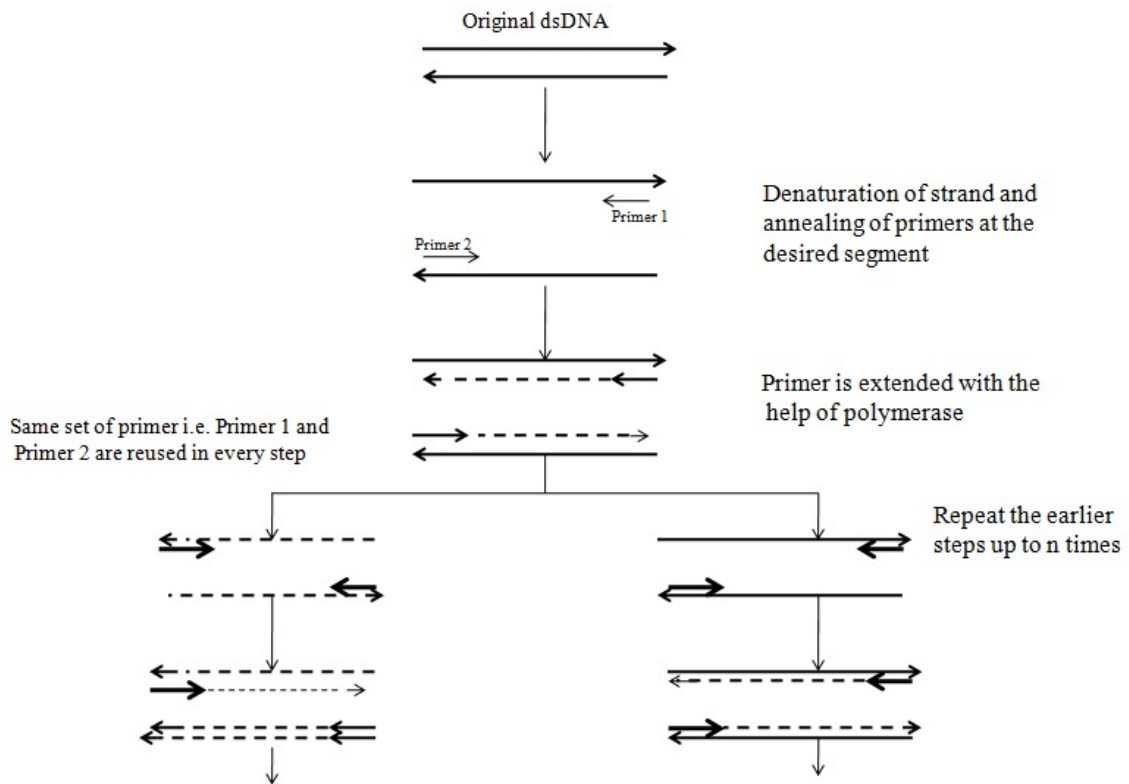 Original dsDNA
Primer 1
Primer 2
Denaturation of strand and
annealing of primers at the
desired segment
Primer is extended with the
help of polymerase
Same set of primer i.e. Primer 1 and
Primer 2 are reused in every step
Repeat the earlier
steps up to n times